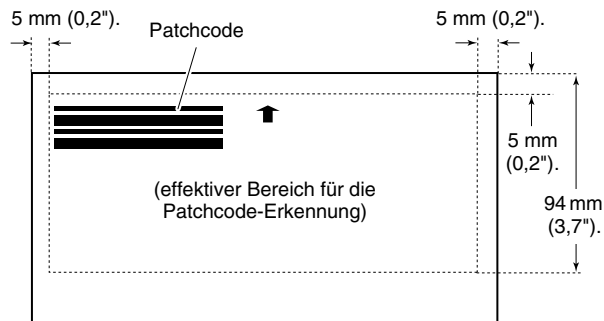 5 mm (0,2").
Patchcode
5 mm (0,2").
5 mm
(0,2").
(effektiver Bereich für die
Patchcode-Erkennung)
94 mm
(3,7").